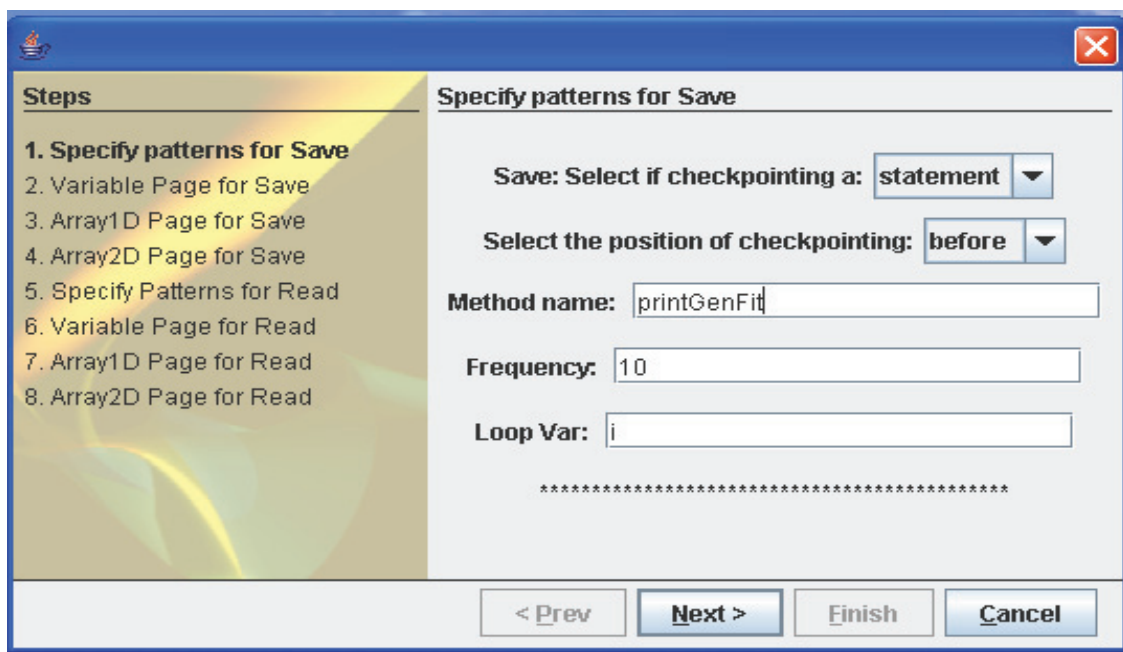 Steps
1. Specify patterns for Save
2. Variable Page for Save
3. Array1D Page for Save
4. Array2D Page for Save
5. Specify Patterns for Read
6. Variable Page for Read
7. Array1D Page for Read
8. Array2D Page for Read
Specify patterns for Save
Save: Select if checkpointing a: statement
Select the position of checkpointing: before
Method name: printGenFit
Frequency: 10
Loop Var: i
*********************************************
< Prev Next > Finish Cancel